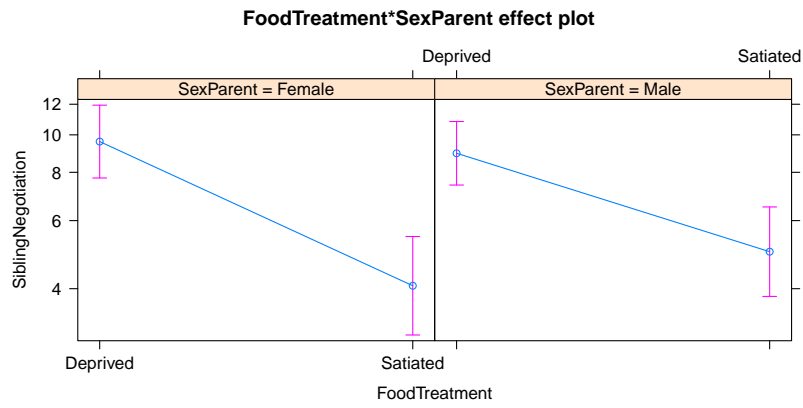 FoodTreatment*SexParent effect plot
Deprived Satiated
SexParent = Female SexParent = Male
12
10
8
6
4
SiblingNegotiation
Deprived Satiated
FoodTreatment